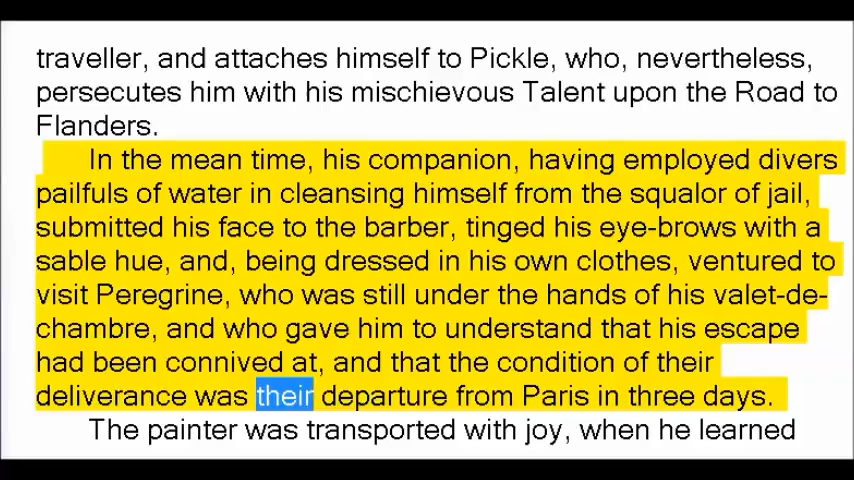 traveller, and attaches himself to Pickle, who, nevertheless,
persecutes him with his mischievous Talent upon the Road to
Flanders.
In the mean time, his companion, having employed divers
pailfuls of water in cleansing himself from the squalor of jail,
submitted his face to the barber, tinged his eye-brows with a
sable hue, and, being dressed in his own clothes, ventured to
visit Peregrine, who was still under the hands of his valet-de-
chambre, and who gave him to understand that his escape
had been connived at, and that the condition of their
deliverance was their departure from Paris in three days.
The painter was transported with joy, when he learned